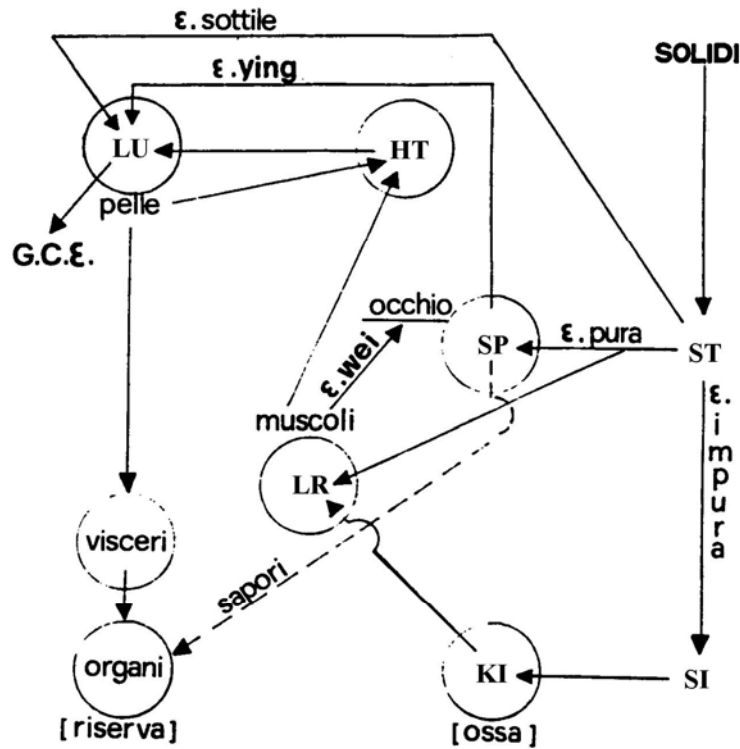 ε.sottile
SOLIDI
ε.ying
LU
HT
pelle
G.C.ε.
occhio
SP
ε.pura
ST
ε.wei
ε.impura
muscoli
LR
visceri
sapori
organi
KI
SI
[riserva]
[ossa]